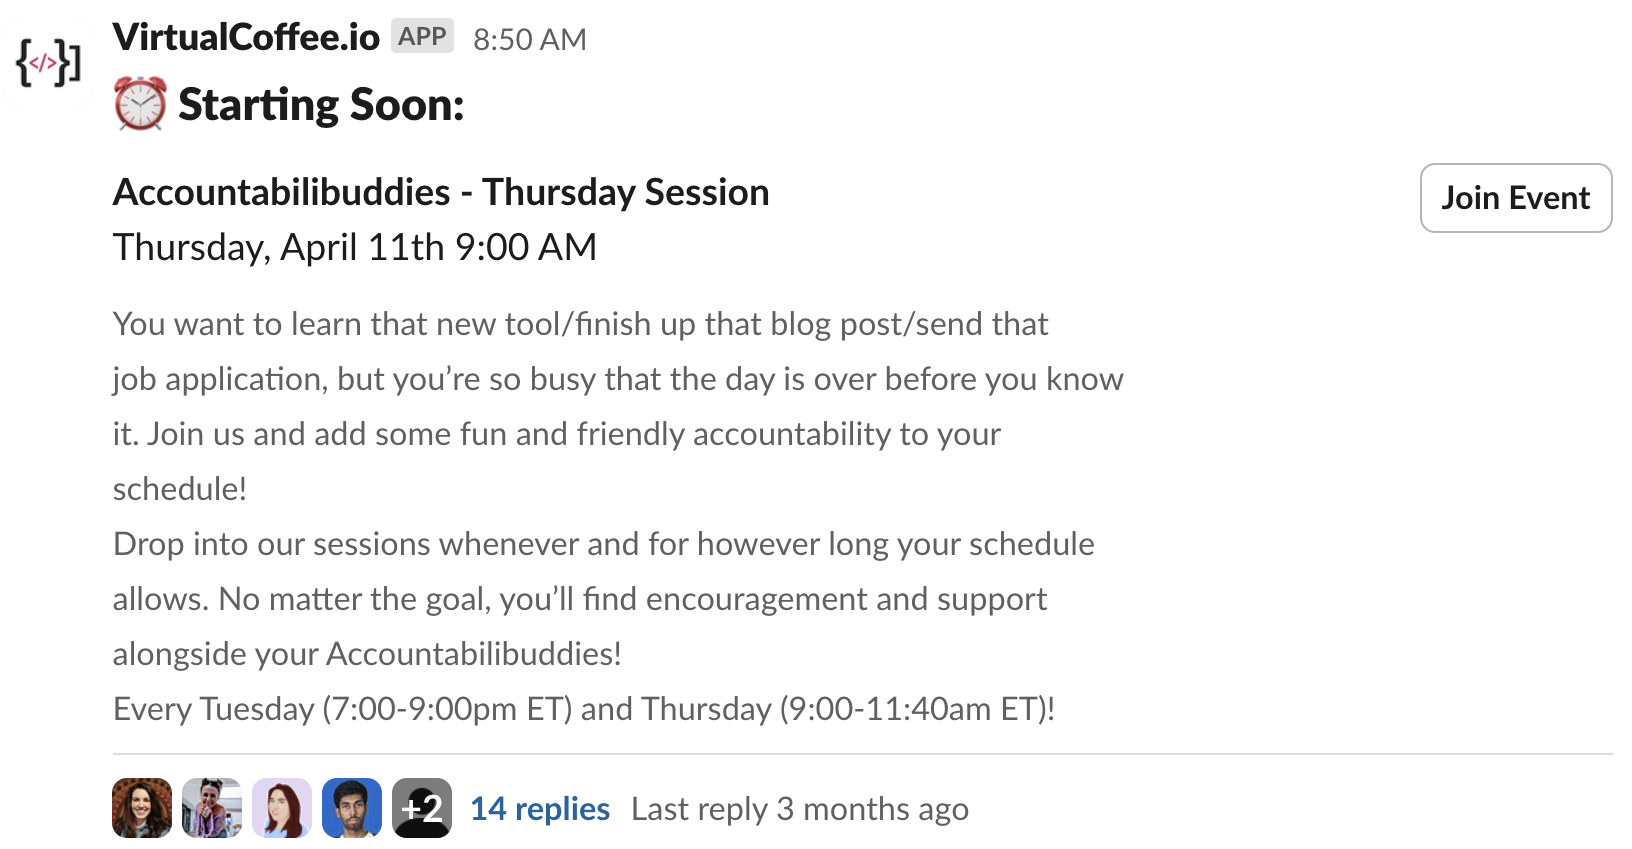 VirtualCoffee.io APP 8:50 AM
{</>}]
Starting Soon:
Accountabilibuddies - Thursday Session
Join Event
Thursday, April 11th 9:00 AM
You want to learn that new tool/finish up that blog post/send that
job application, but you’re so busy that the day is over before you know
it. Join us and add some fun and friendly accountability to your
schedule!
Drop into our sessions whenever and for however long your schedule
allows. No matter the goal, you’ll find encouragement and support
alongside your Accountabilibuddies!
Every Tuesday (7:00-9:00pm ET) and Thursday (9:00-11:40am ET)!
+2 14 replies Last reply 3 months ago